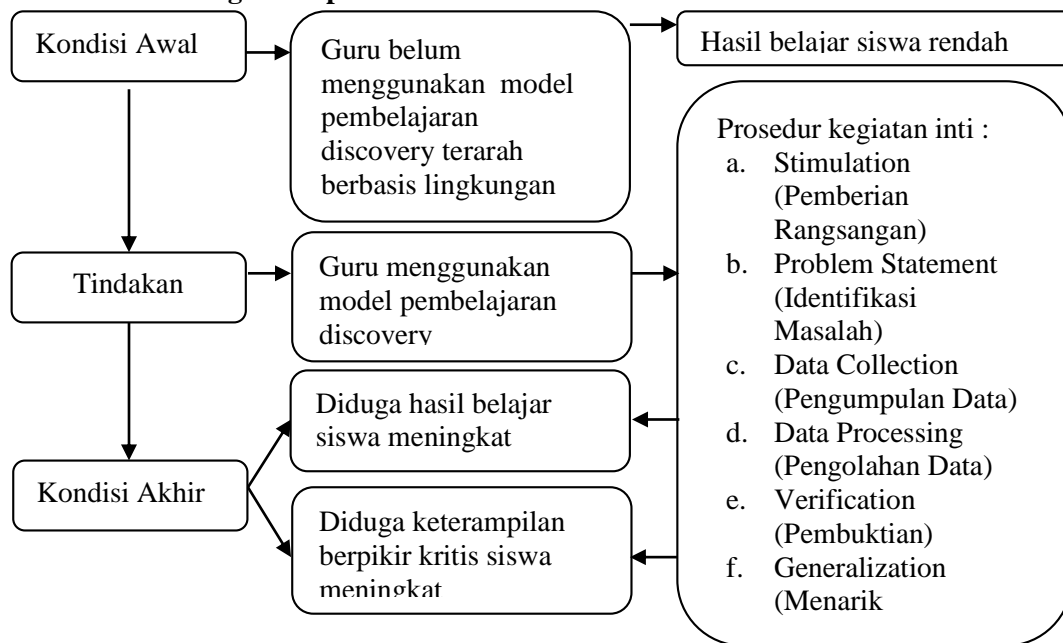 Kondisi Awal
Guru belum
menggunakan model
pembelajaran
discovery terarah
berbasis lingkungan
Hasil belajar siswa rendah
Tindakan
Guru menggunakan
model pembelajaran
discovery
Prosedur kegiatan inti :
a. Stimulation
(Pemberian
Rangsangan)
b. Problem Statement
(Identifikasi
Masalah)
c. Data Collection
(Pengumpulan Data)
d. Data Processing
(Pengolahan Data)
e. Verification
(Pembuktian)
f. Generalization
(Menarik
Kondisi Akhir
Diduga hasil belajar
siswa meningkat
Diduga keterampilan
berpikir kritis siswa
meningkat